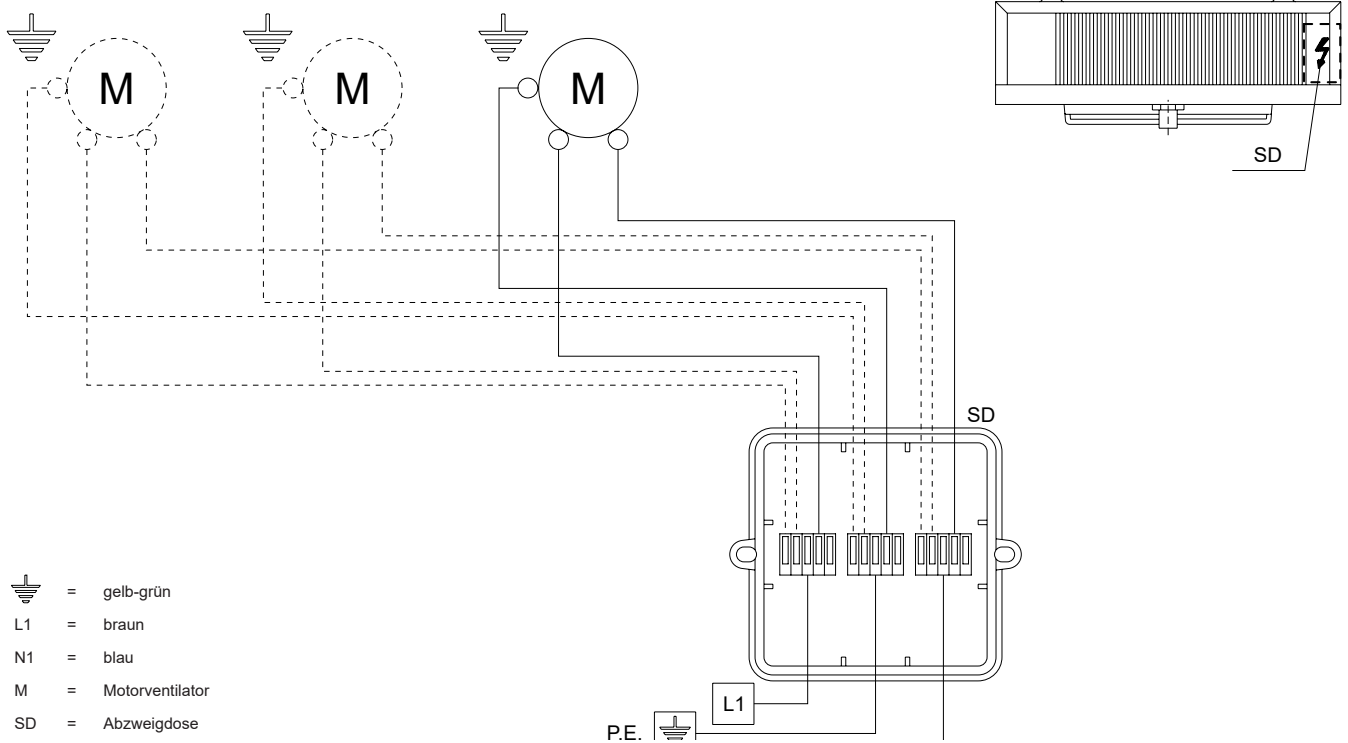 M M M
SD
SD
= gelb-grün
L1 = braun
N1 = blau
M = Motorventilator
SD = Abzweigdose
L1
P.E.